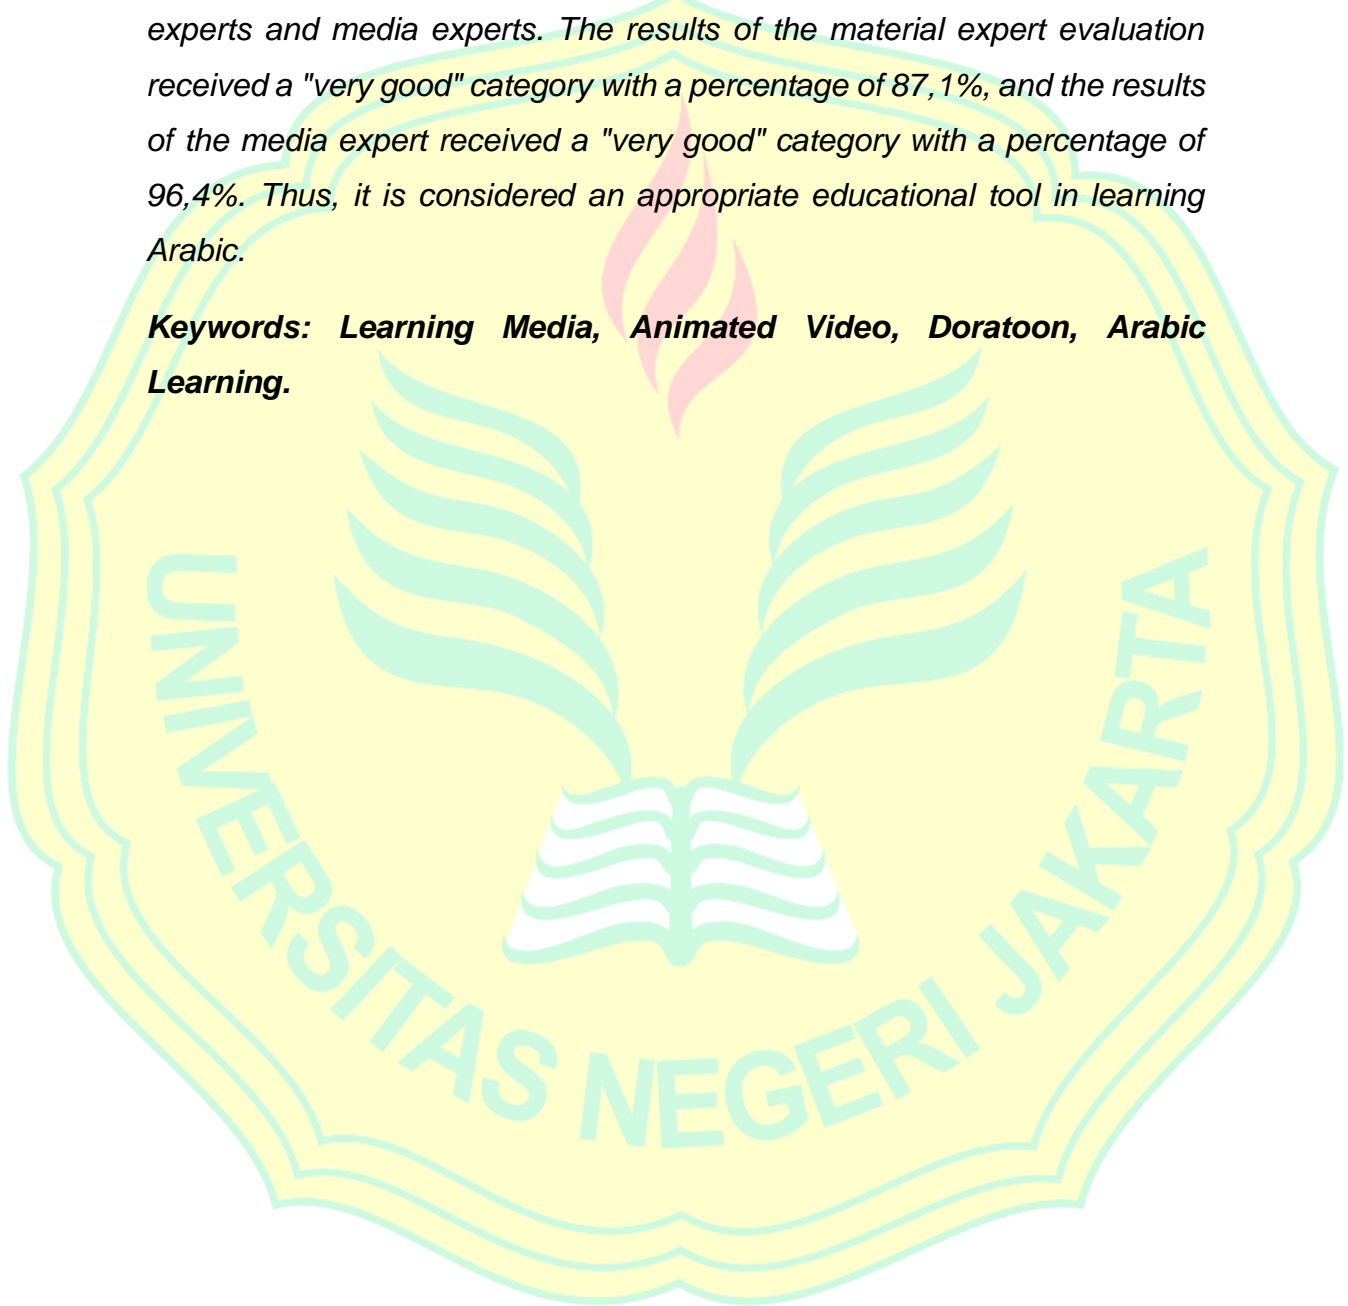 experts and media experts. The results of the material expert evaluation
received a "very good" category with a percentage of 87,1%, and the results
of the media expert received a "very good" category with a percentage of
96,4%. Thus, it is considered an appropriate educational tool in learning
Arabic.
Keywords: Learning Media, Animated Video, Doratoon, Arabic
Learning.
UNIVERSITAS NEGERI JAKARTA